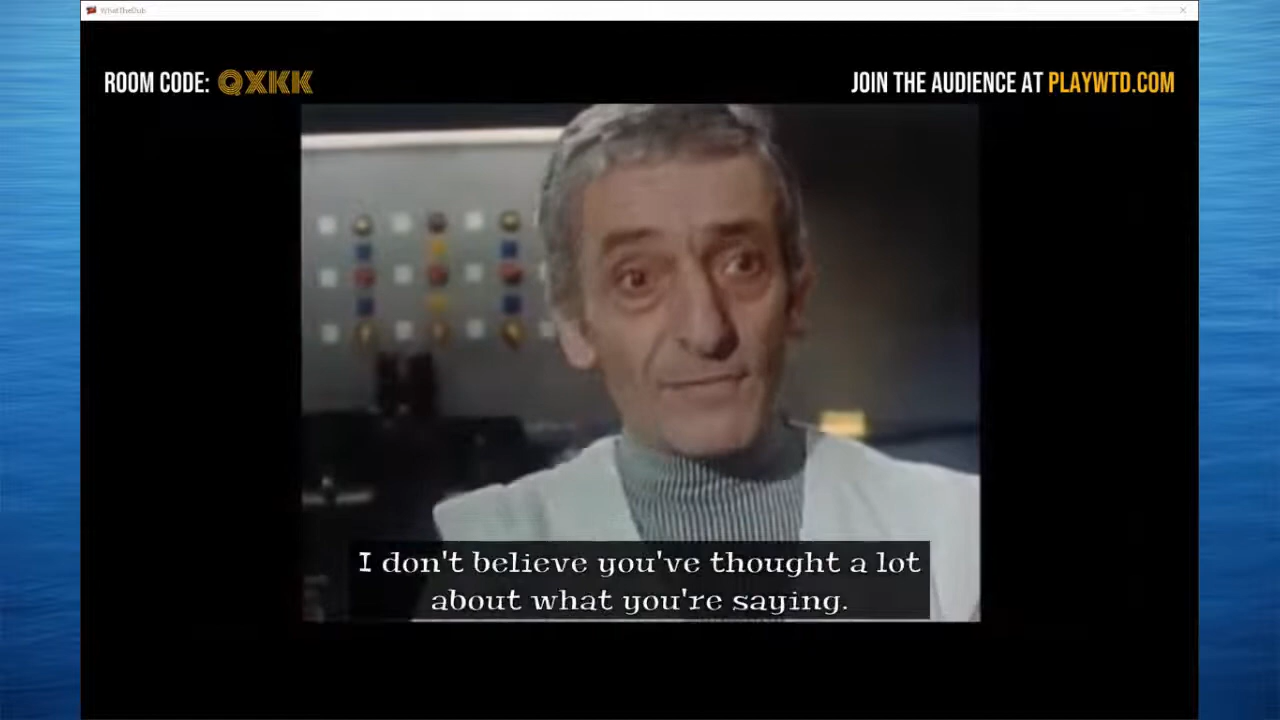 WhatTheDub
ROOM CODE: QXKK
JOIN THE AUDIENCE AT PLAYWTD.COM
I don't believe you've thought a lot
about what you're saying.